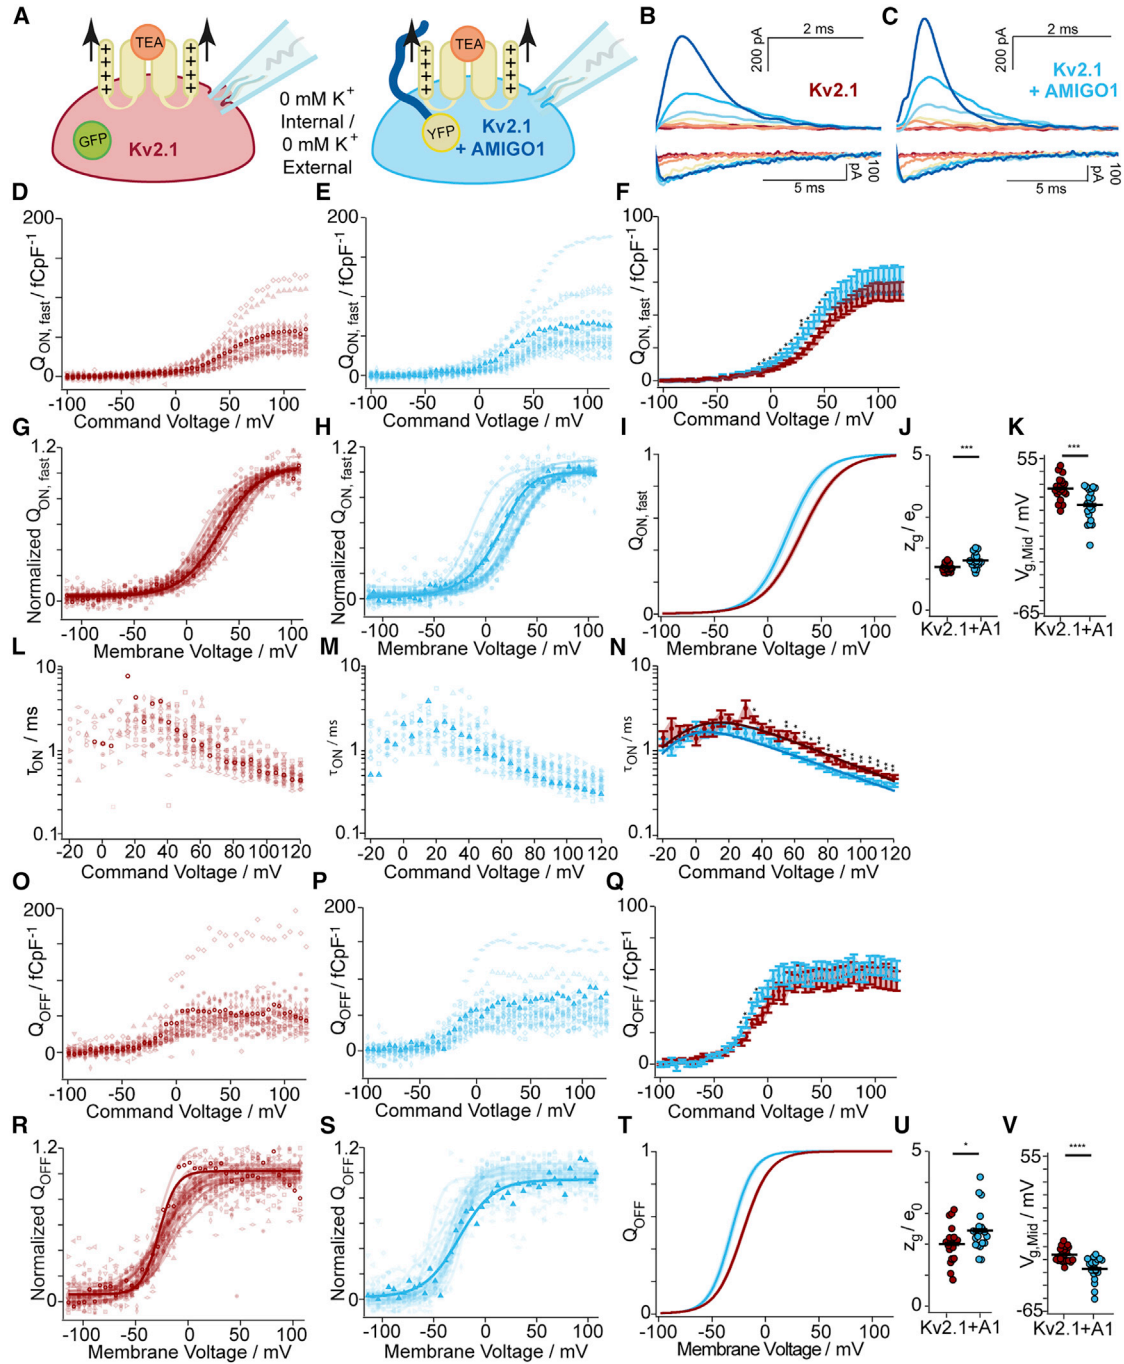 A
TEA
++++
++++
GFP
Kv2.1
0 mM K+
Internal /
0 mM K+
External
TEA
++++
++++
YFP
Kv2.1
+ AMIGO1
B
2 ms
200 pA
Kv2.1
5 ms
100
pA
C
2 ms
200 pA
Kv2.1
+ AMIGO1
5 ms
100
pA
D
200
0
QON, fast / fCpF-1
-100 -50 0 50 100
Command Voltage / mV
E
200
0
QON, fast / fCpF-1
-100 -50 0 50 100
Command Votlage / mV
F
100
0
QON, fast / fCpF-1
-100 -50 0 50 100
Command Voltage / mV
G
1.2
0
Normalized QON, fast
-100 -50 0 50 100
Membrane Voltage / mV
H
1.2
0
Normalized QON, fast
-100 -50 0 50 100
Membrane Voltage / mV
I
1
0
QON, fast
-100 -50 0 50 100
Membrane Voltage / mV
J
5
0
zg / e0
***
Kv2.1+A1
K
55
-65
Vg,Mid / mV
***
Kv2.1+A1
L
10
1
0.1
τON / ms
-20 0 20 40 60 80 100120
Command Voltage / mV
M
10
1
0.1
τON / ms
-20 0 20 40 60 80 100 120
Command Voltage / mV
N
10
1
0.1
τON / ms
-20 0 20 40 60 80 100 120
Command Voltage / mV
O
200
0
QOFF / fCpF-1
-100 -50 0 50 100
Command Voltage / mV
P
200
0
QOFF / fCpF-1
-100 -50 0 50 100
Command Votlage / mV
Q
100
0
QOFF / fCpF-1
-100 -50 0 50 100
Command Voltage / mV
R
1.2
0
Normalized QOFF
-100 -50 0 50 100
Membrane Voltage / mV
S
1.2
0
Normalized QOFF
-100 -50 0 50 100
Membrane Voltage / mV
T
1
0
QOFF
-100 -50 0 50 100
Membrane Voltage / mV
U
5
0
zg / e0
*
Kv2.1+A1
V
55
-65
Vg,Mid / mV
****
Kv2.1+A1